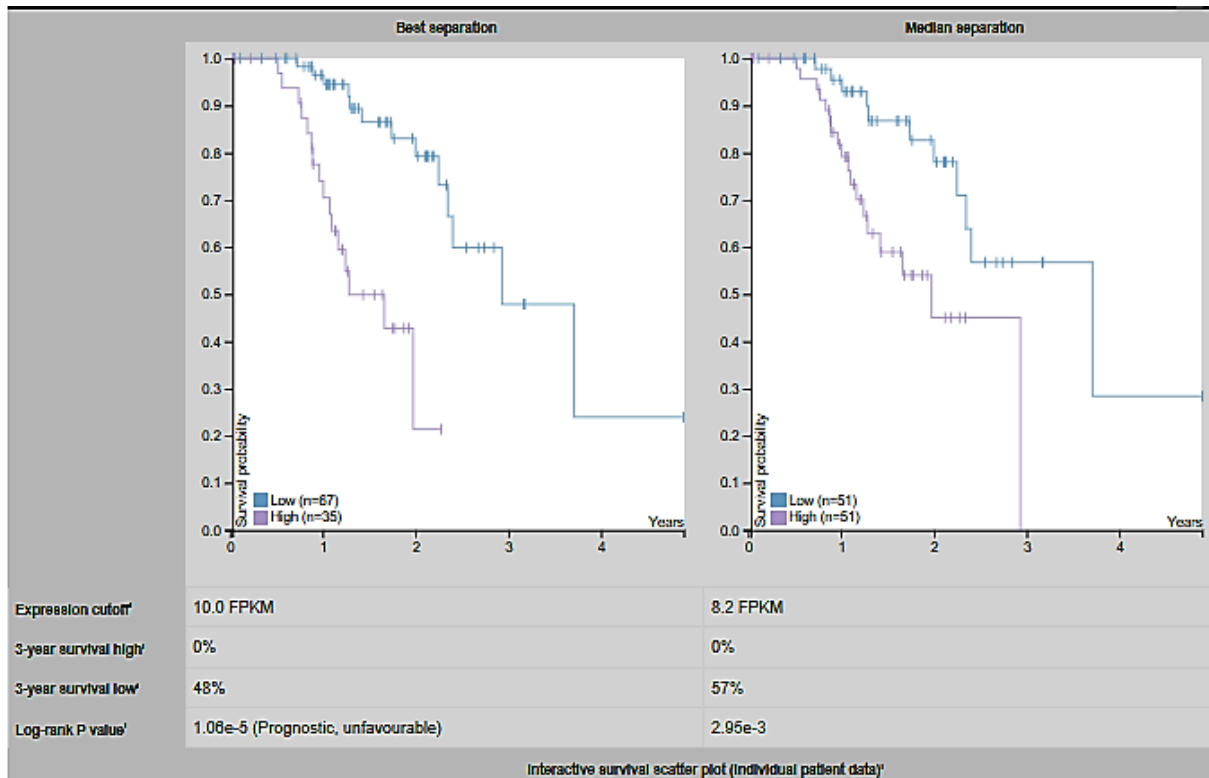 Best separation
Median separation
1.0
0.9
0.8
0.7
0.6
0.5
0.4
0.3
0.2
0.1
0.0
Survival probability
Low (n=67)
High (n=35)
Years
0 1 2 3 4
1.0
0.9
0.8
0.7
0.6
0.5
0.4
0.3
0.2
0.1
0.0
Survival probability
Low (n=51)
High (n=51)
Years
0 1 2 3 4
Expression cutoffⁱ 10.0 FPKM 8.2 FPKM
3-year survival highⁱ 0% 0%
3-year survival lowⁱ 48% 57%
Log-rank P valueⁱ 1.06e-5 (Prognostic, unfavourable) 2.95e-3
Interactive survival scatter plot (individual patient data)ⁱ